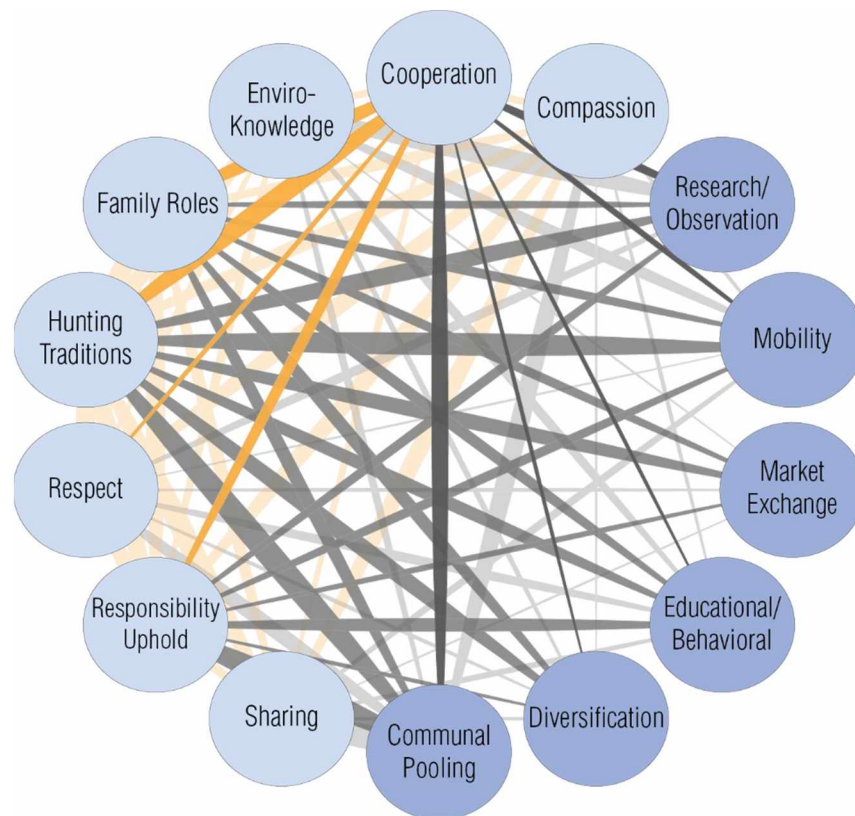 Cooperation
Enviro-
Knowledge
Compassion
Family Roles
Research/
Observation
Hunting
Traditions
Mobility
Respect
Market
Exchange
Responsibility
Uphold
Educational/
Behavioral
Sharing
Communal
Pooling
Diversification